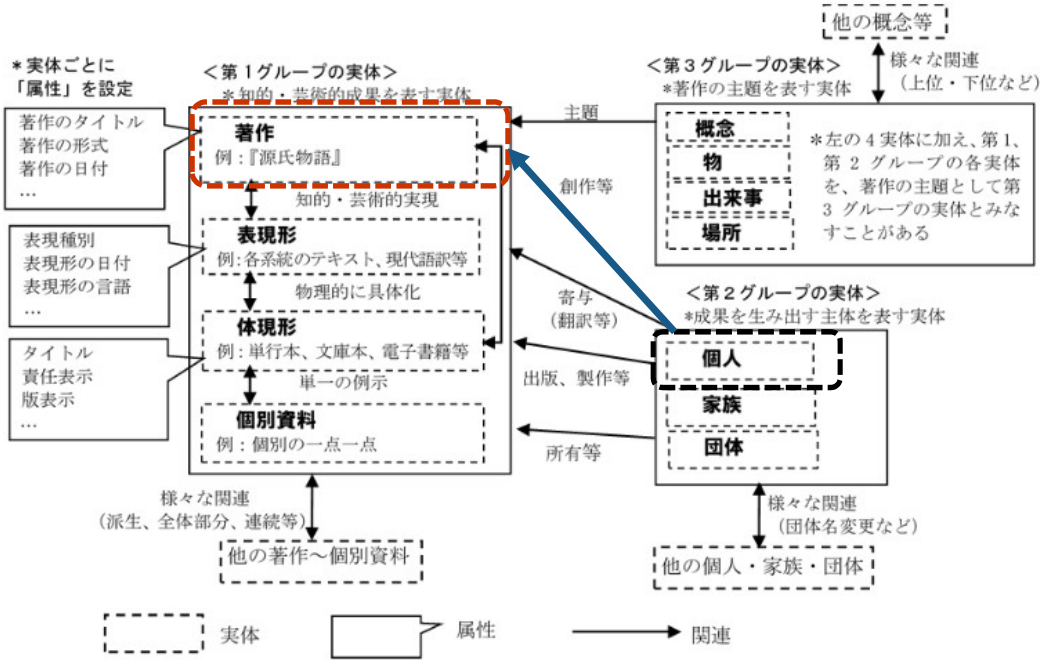 他の概念等
＊実体ごとに
「属性」を設定
＜第１グループの実体＞
＊知的・芸術的成果を表す実体
＜第３グループの実体＞
*著作の主題を表す実体
様々な関連
（上位・下位など）
著作のタイトル
著作の形式
著作の日付
…
著作
例：『源氏物語』
主題
概念
物
出来事
場所
＊左の４実体に加え、第１、
第２グループの各実体
を、著作の主題として第
３グループの実体とみな
すことがある
知的・芸術的実現
創作等
表現種別
表現形の日付
表現形の言語
…
表現形
例：各系統のテキスト、現代語訳等
物理的に具体化
寄与
（翻訳等）
＜第２グループの実体＞
*成果を生み出す主体を表す実体
タイトル
責任表示
版表示
…
体現形
例：単行本、文庫本、電子書籍等
単一の例示
出版、製作等
個人
家族
団体
個別資料
例：個別の一点一点
所有等
様々な関連
（派生、全体部分、連続等）
様々な関連
（団体名変更など）
他の著作～個別資料
他の個人・家族・団体
実体
属性
関連